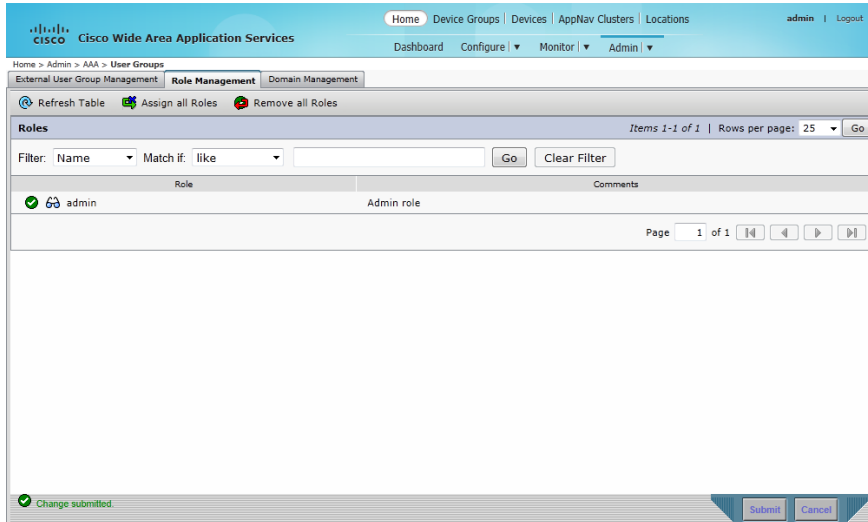 Home Device Groups | Devices | AppNav Clusters | Locations admin | Logout
cisco Cisco Wide Area Application Services
Dashboard Configure | Monitor | Admin |
Home > Admin > AAA > User Groups
External User Group Management Role Management Domain Management
Refresh Table Assign all Roles Remove all Roles
Roles Items 1-1 of 1 | Rows per page: 25 Go
Filter: Name Match if: like Go Clear Filter
Role Comments
admin Admin role
Page 1 of 1
Change submitted. Submit Cancel